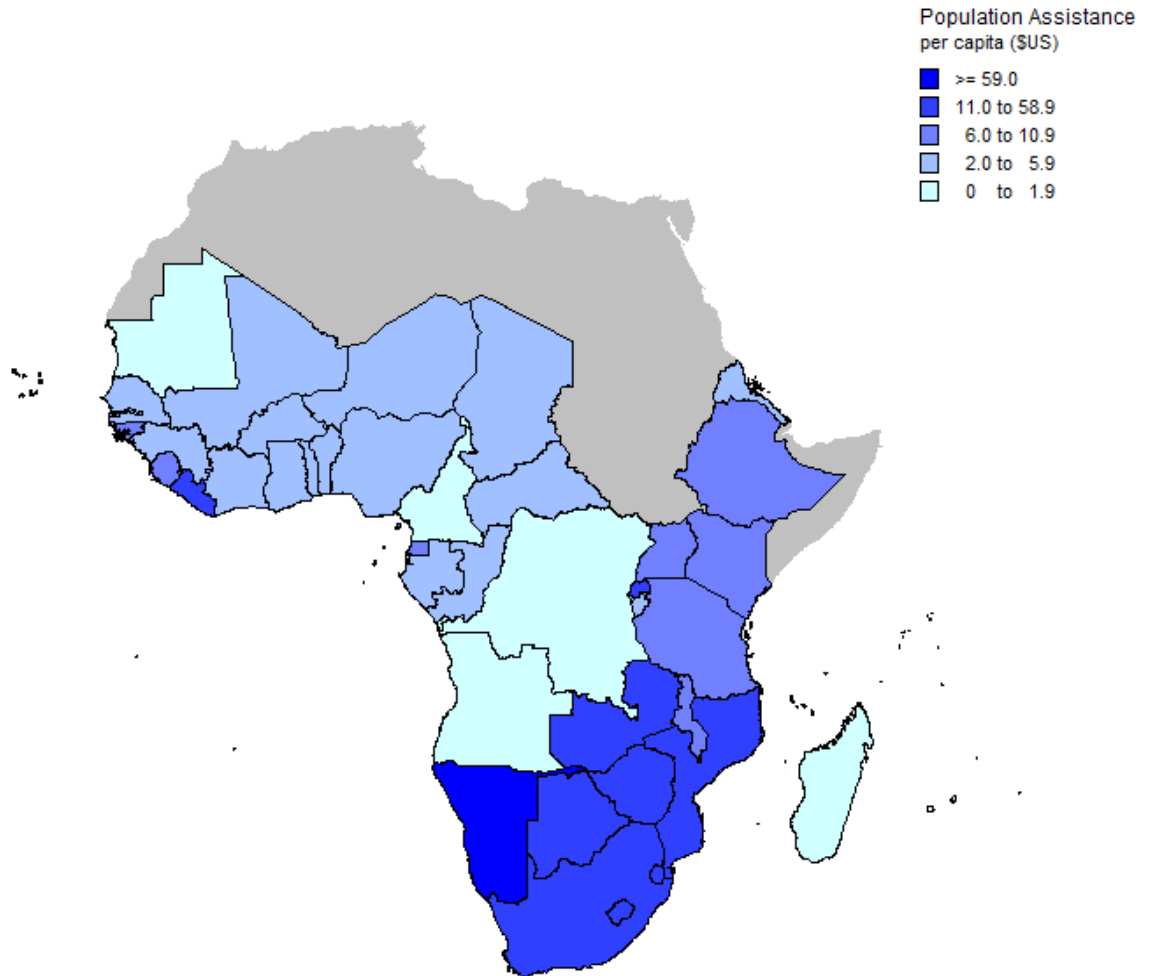 Population Assistance
per capita ($US)
>= 59.0
11.0 to 58.9
6.0 to 10.9
2.0 to 5.9
0 to 1.9